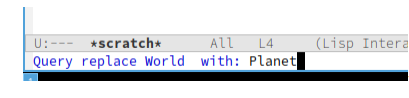 U:--- *scratch* All L4 (Lisp Intera
Query replace World with: Planet